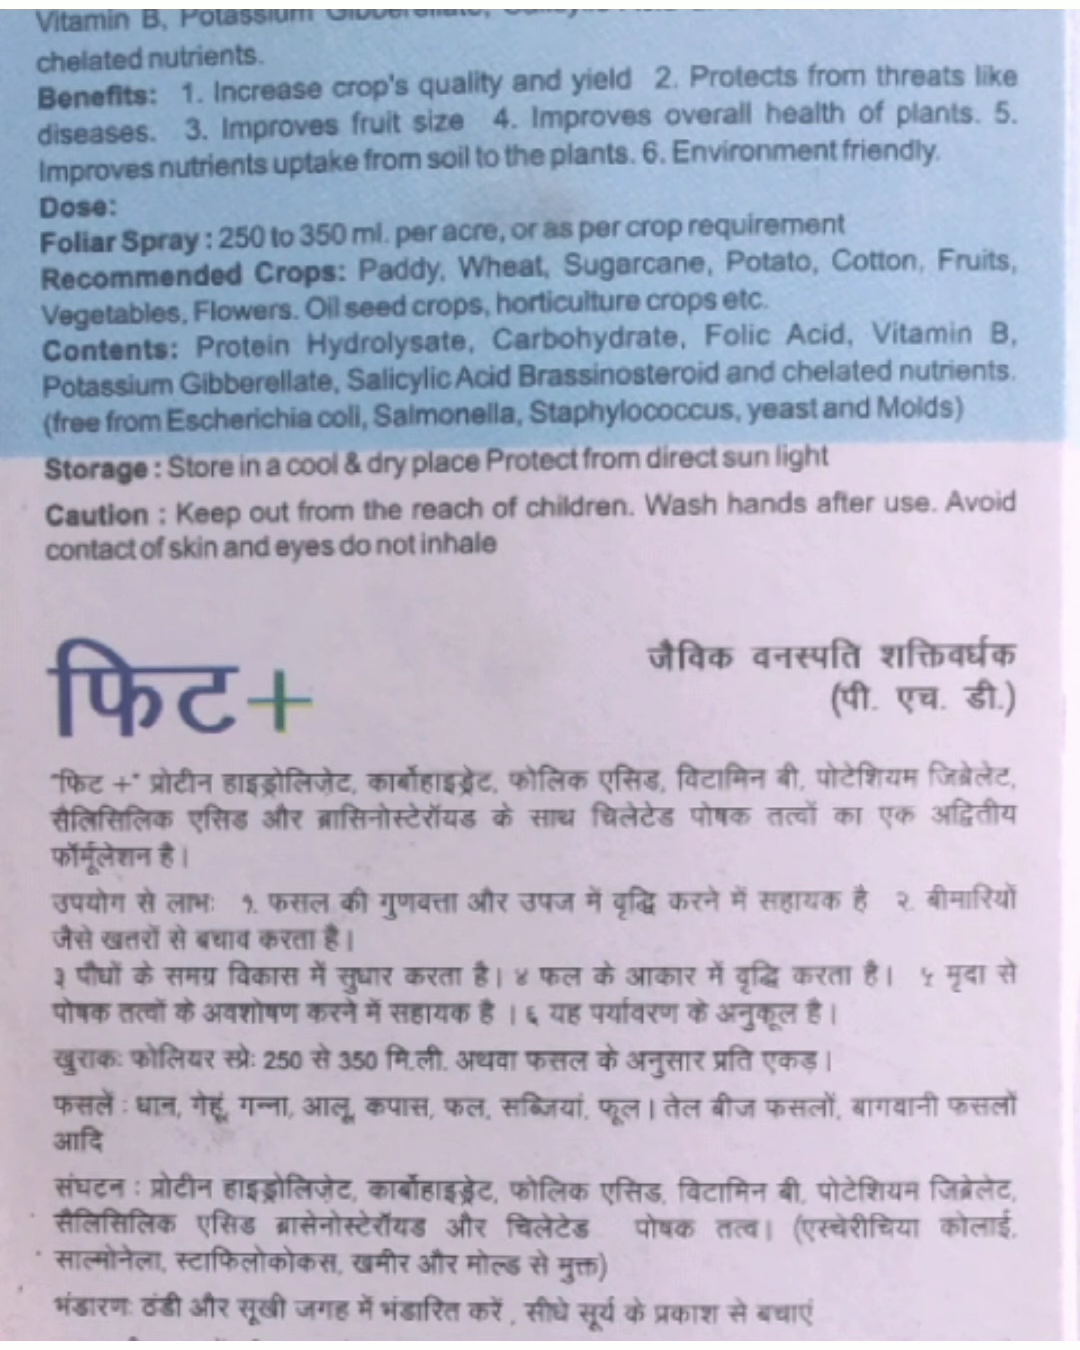 Vitamin B, Potassium Gibberellate, Salicylic Acid
chelated nutrients.
Benefits: 1. Increase crop's quality and yield 2. Protects from threats like
diseases. 3. Improves fruit size 4. Improves overall health of plants. 5.
Improves nutrients uptake from soil to the plants. 6. Environment friendly.
Dose:
Foliar Spray : 250 to 350 ml. per acre, or as per crop requirement
Recommended Crops: Paddy, Wheat, Sugarcane, Potato, Cotton, Fruits,
Vegetables, Flowers. Oil seed crops, horticulture crops etc.
Contents: Protein Hydrolysate, Carbohydrate, Folic Acid, Vitamin B,
Potassium Gibberellate, Salicylic Acid Brassinosteroid and chelated nutrients.
(free from Escherichia coli, Salmonella, Staphylococcus, yeast and Molds)
Storage : Store in a cool & dry place Protect from direct sun light
Caution : Keep out from the reach of children. Wash hands after use. Avoid
contact of skin and eyes do not inhale
फिट+
जैविक वनस्पति शक्तिवर्धक
(पी. एच. डी.)
"फिट +" प्रोटीन हाइड्रोलिज़ेट, कार्बोहाइड्रेट, फोलिक एसिड, विटामिन बी, पोटेशियम जिब्रेलेट,
सैलिसिलिक एसिड और ब्रासिनोस्टेरॉयड के साथ चिलेटेड पोषक तत्वों का एक अद्वितीय
फॉर्मूलेशन है।
उपयोग से लाभः १. फसल की गुणवत्ता और उपज में वृद्धि करने में सहायक है २. बीमारियों
जैसे खतरों से बचाव करता है।
३ पौधों के समग्र विकास में सुधार करता है। ४ फल के आकार में वृद्धि करता है। ५ मृदा से
पोषक तत्वों के अवशोषण करने में सहायक है । ६ यह पर्यावरण के अनुकूल है।
खुराकः फोलियर स्प्रेः 250 से 350 मि.ली. अथवा फसल के अनुसार प्रति एकड़।
फसलें : धान, गेहूं, गन्ना, आलू, कपास, फल, सब्जियां, फूल। तेल बीज फसलों, बागवानी फसलों
आदि
संघटन : प्रोटीन हाइड्रोलिज़ेट, कार्बोहाइड्रेट, फोलिक एसिड, विटामिन बी, पोटेशियम जिब्रेलेट,
सैलिसिलिक एसिड ब्रासेनोस्टेरॉयड और चिलेटेड पोषक तत्व। (एस्चेरीचिया कोलाई,
साल्मोनेला, स्टाफिलोकोकस, खमीर और मोल्ड से मुक्त)
भंडारणः ठंडी और सूखी जगह में भंडारित करें , सीधे सूर्य के प्रकाश से बचाएं